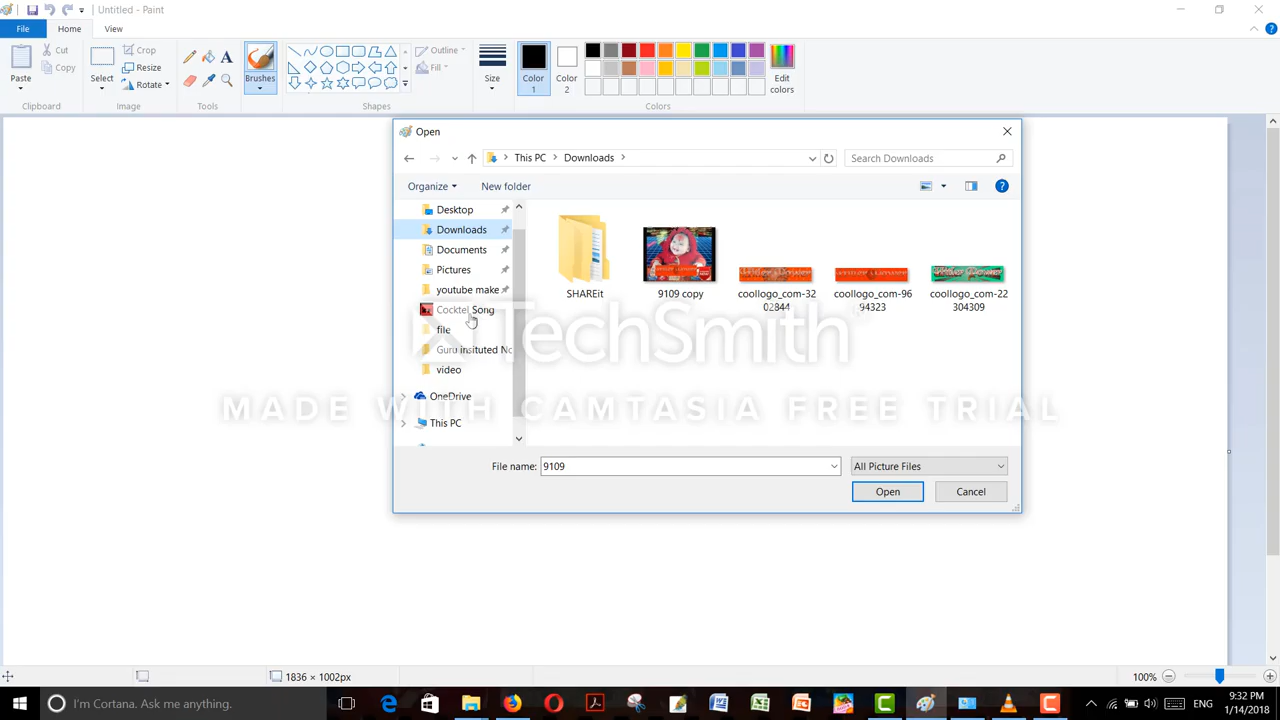 Untitled - Paint
File
Home
View
Paste
Cut
Copy
Clipboard
Select
Crop
Resize
Rotate
Image
Tools
Brushes
Shapes
Outline
Fill
Size
Color
1
Color
2
Edit
colors
Colors
Open
This PC
Downloads
Search Downloads
Organize
New folder
Desktop
Downloads
Documents
Pictures
youtube make
Cocktel Song
file
Guru insituted Nc
video
OneDrive
This PC
SHAREit
9109 copy
coollogo_com-32
02844
coollogo_com-96
94323
coollogo_com-22
304309
TechSmith
MADE WITH CAMTASIA FREE TRIAL
File name:
9109
All Picture Files
Open
Cancel
1836 × 1002px
100%
I'm Cortana. Ask me anything.
9:32 PM
1/14/2018